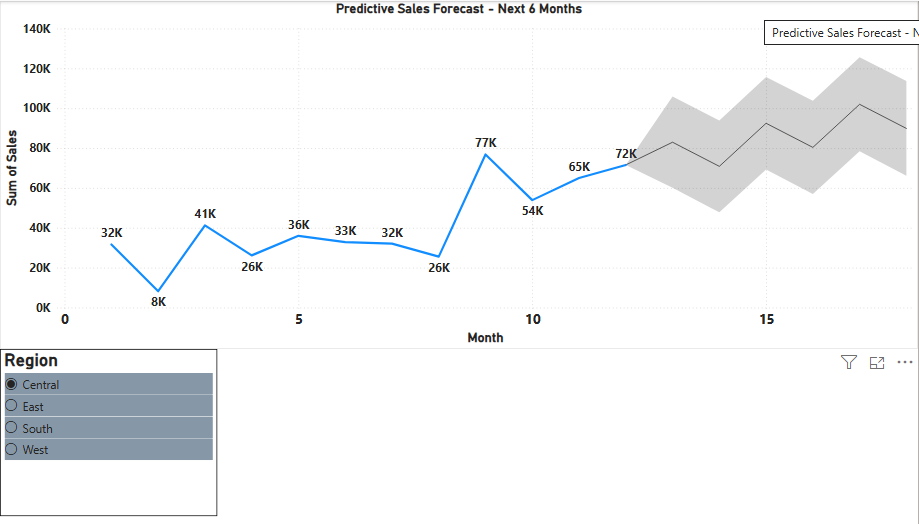 Predictive Sales Forecast - Next 6 Months
Predictive Sales Forecast - N
140K
120K
100K
80K
60K
40K
20K
0K
Sum of Sales
32K
8K
41K
26K
36K
33K
32K
26K
77K
54K
65K
72K
0
5
10
15
Month
Region
Central
East
South
West